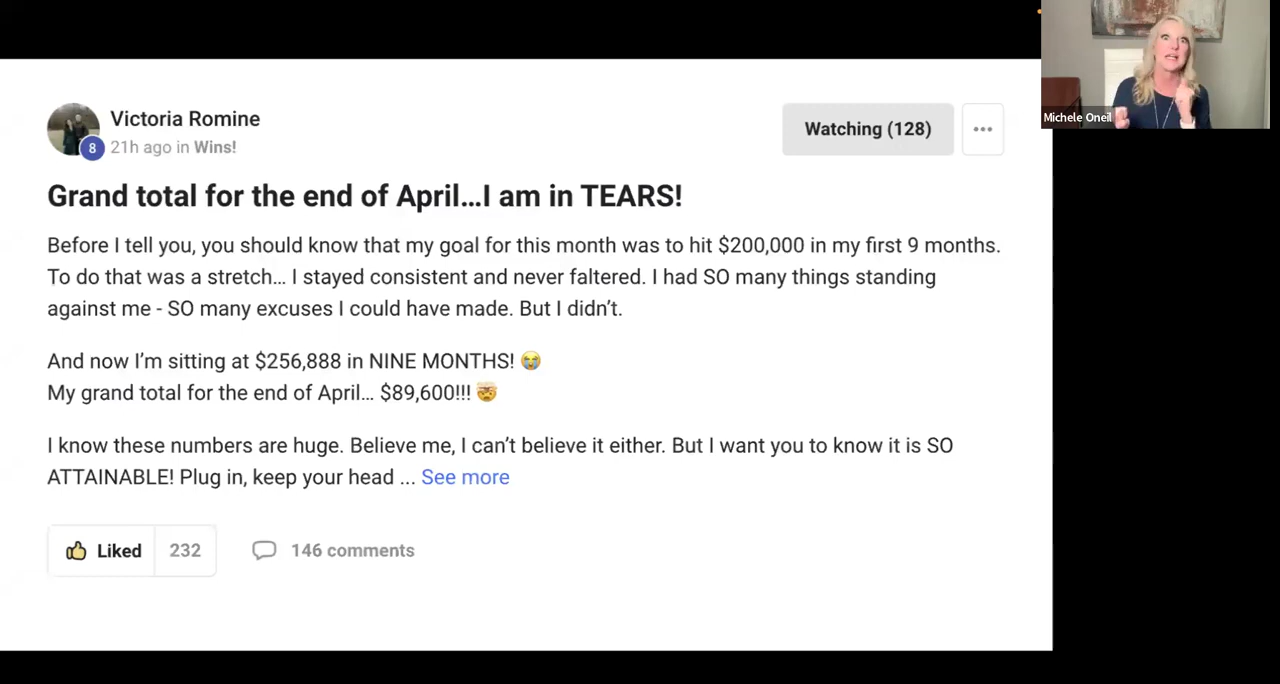 Victoria Romine
8
21h ago in Wins!
Watching (128)
Michele Oneil
Grand total for the end of April...I am in TEARS!
Before I tell you, you should know that my goal for this month was to hit $200,000 in my first 9 months.
To do that was a stretch... I stayed consistent and never faltered. I had SO many things standing
against me - SO many excuses I could have made. But I didn't.
And now I'm sitting at $256,888 in NINE MONTHS! 😭
My grand total for the end of April... $89,600!!! 🤯
I know these numbers are huge. Believe me, I can't believe it either. But I want you to know it is SO
ATTAINABLE! Plug in, keep your head ... See more
Liked 232 146 comments